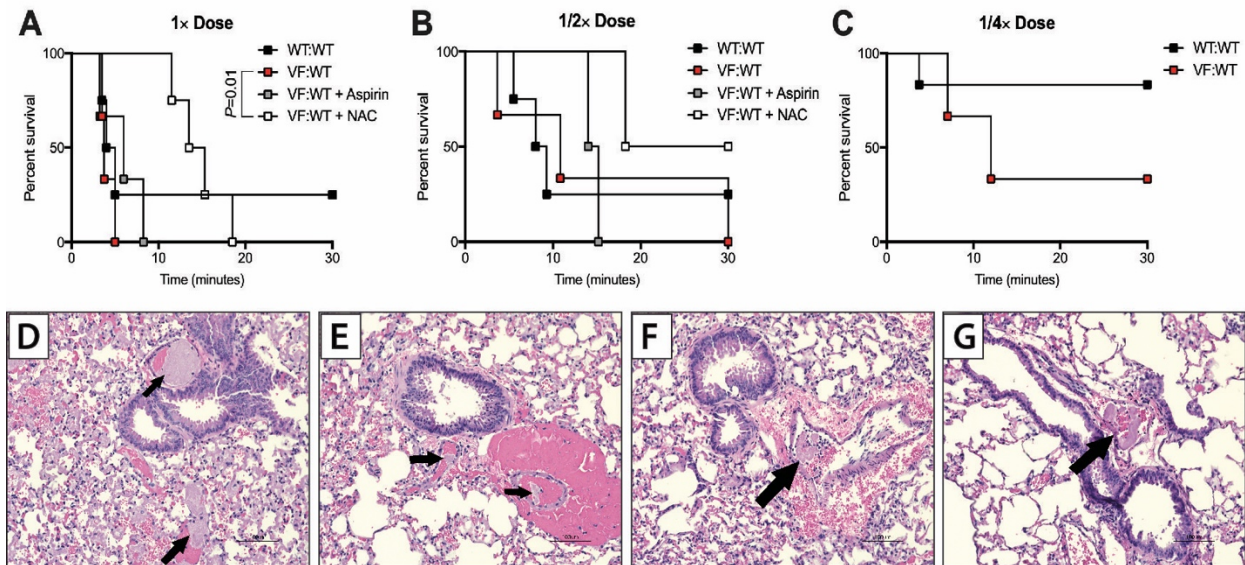 A
1× Dose
Percent survival
100
50
0
0
10
20
30
Time (minutes)
WT:WT
VF:WT
VF:WT + Aspirin
VF:WT + NAC
P=0.01
B
1/2× Dose
Percent survival
100
50
0
0
10
20
30
Time (minutes)
WT:WT
VF:WT
VF:WT + Aspirin
VF:WT + NAC
C
1/4× Dose
Percent survival
100
50
0
0
10
20
30
Time (minutes)
WT:WT
VF:WT
D
E
F
G